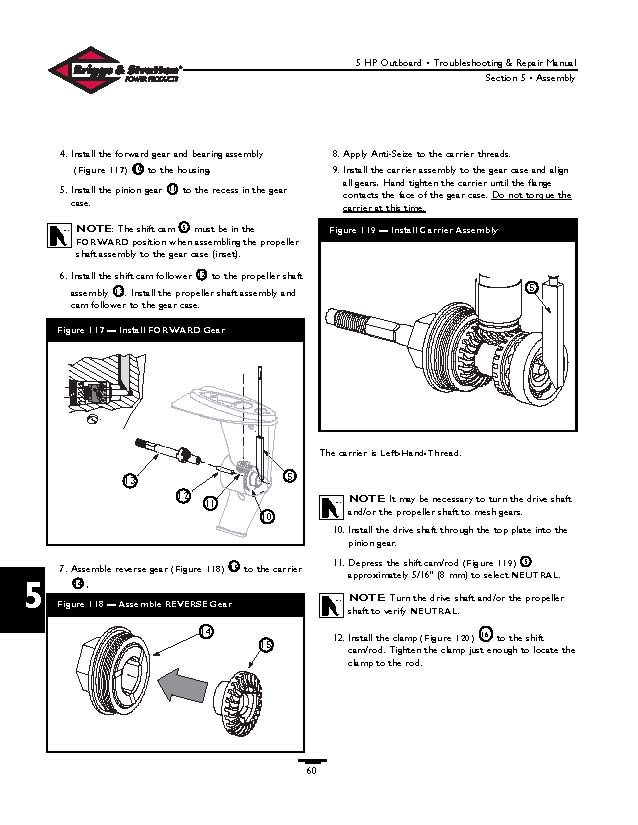 Briggs & Stratton
POWER PRODUCTS
5 HP Outboard • Troubleshooting & Repair Manual
Section 5 • Assembly
4. Install the forward gear and bearing assembly
(Figure 117) 10 to the housing.
5. Install the pinion gear 11 to the recess in the gear
case.
NOTE: The shift cam 5 must be in the
FORWARD position when assembling the propeller
shaft assembly to the gear case (inset).
6. Install the shift cam follower 12 to the propeller shaft
assembly 13. Install the propeller shaft assembly and
cam follower to the gear case.
Figure 117 — Install FORWARD Gear
13
12
11
10
5
7. Assemble reverse gear (Figure 118) 15 to the carrier
14.
5
Figure 118 — Assemble REVERSE Gear
14
15
8. Apply Anti-Seize to the carrier threads.
9. Install the carrier assembly to the gear case and align
all gears. Hand tighten the carrier until the flange
contacts the face of the gear case. Do not torque the
carrier at this time.
Figure 119 — Install Carrier Assembly
5
The carrier is Left-Hand-Thread.
NOTE: It may be necessary to turn the drive shaft
and/or the propeller shaft to mesh gears.
10. Install the drive shaft through the top plate into the
pinion gear.
11. Depress the shift cam/rod (Figure 119) 5
approximately 5/16" (8 mm) to select NEUTRAL.
NOTE: Turn the drive shaft and/or the propeller
shaft to verify NEUTRAL.
12. Install the clamp (Figure 120) 16 to the shift
cam/rod. Tighten the clamp just enough to locate the
clamp to the rod.
60